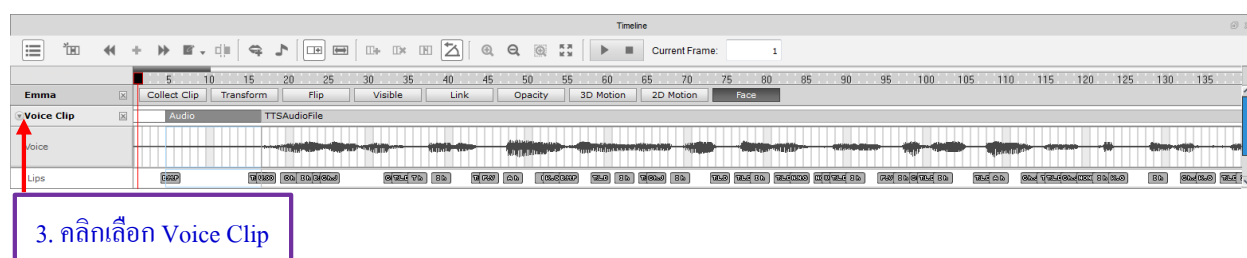 Timeline
Current Frame: 1
5 10 15 20 25 30 35 40 45 50 55 60 65 70 75 80 85 90 95 100 105 110 115 120 125 130 135
Emma Collect Clip Transform Flip Visible Link Opacity 3D Motion 2D Motion Face
Voice Clip Audio TTSAudioFile
Voice
Lips
3. คลิกเลือก Voice Clip